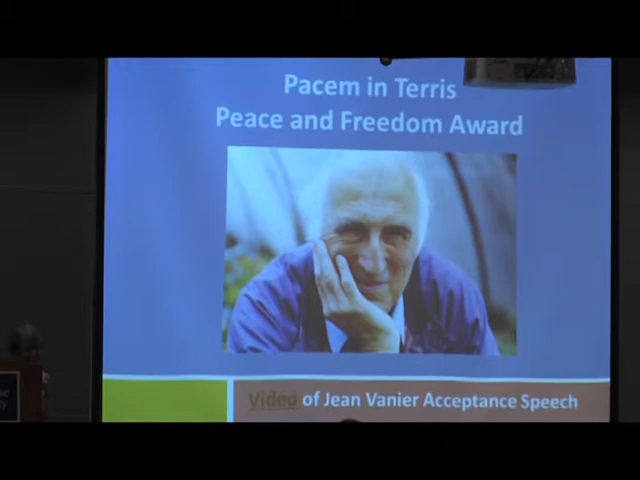 Pacem in Terris
Peace and Freedom Award
Video of Jean Vanier Acceptance Speech